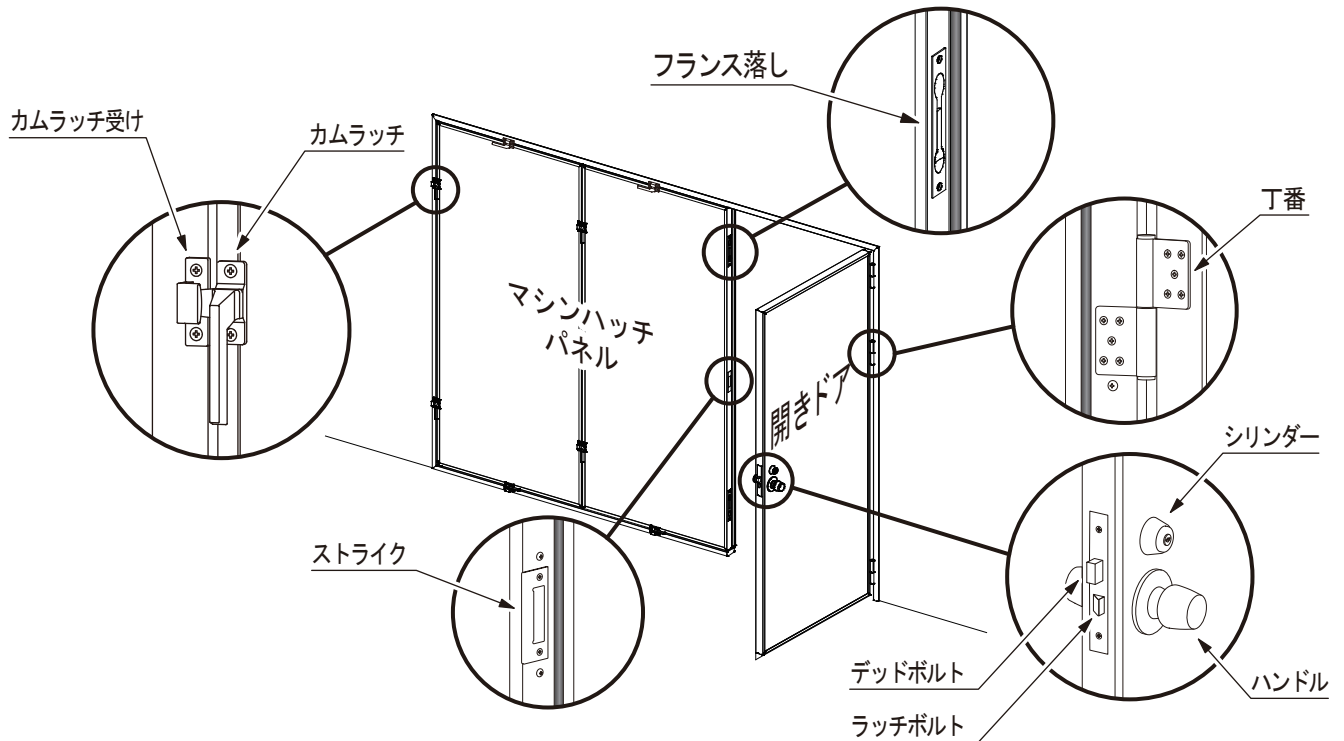 フランス落し
カムラッチ受け
カムラッチ
丁番
マシンハッチ
パネル
開きドア
シリンダー
ストライク
デッドボルト
ハンドル
ラッチボルト